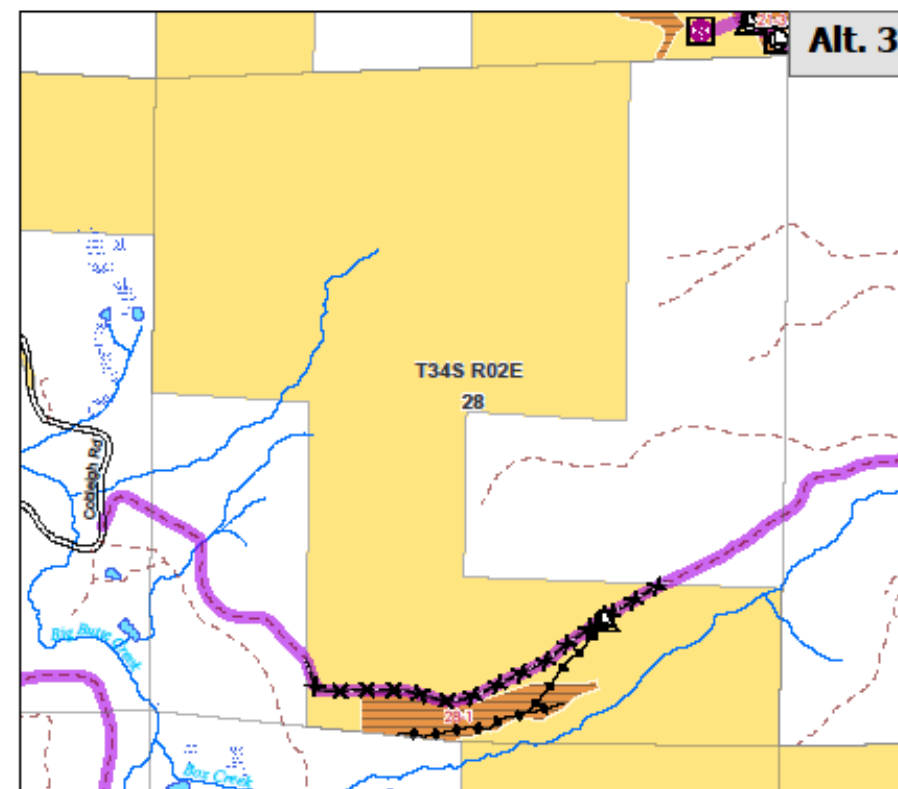 Alt. 3
T34S R02E
28
Cobleigh Rd
Big Butte Creek
28-1
Box Creek